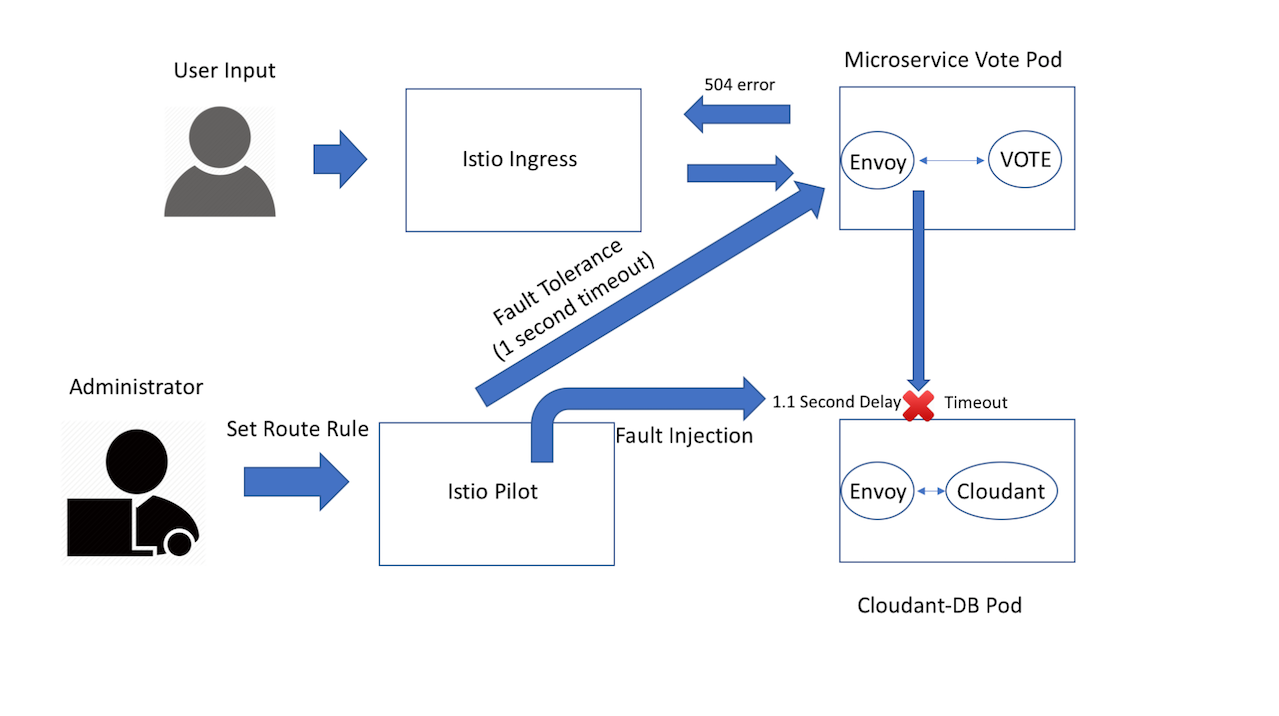 User Input
504 error
Microservice Vote Pod
Istio Ingress
Envoy
VOTE
Fault Tolerance
(1 second timeout)
Administrator
Set Route Rule
1.1 Second Delay
Timeout
Fault Injection
Istio Pilot
Envoy
Cloudant
Cloudant-DB Pod